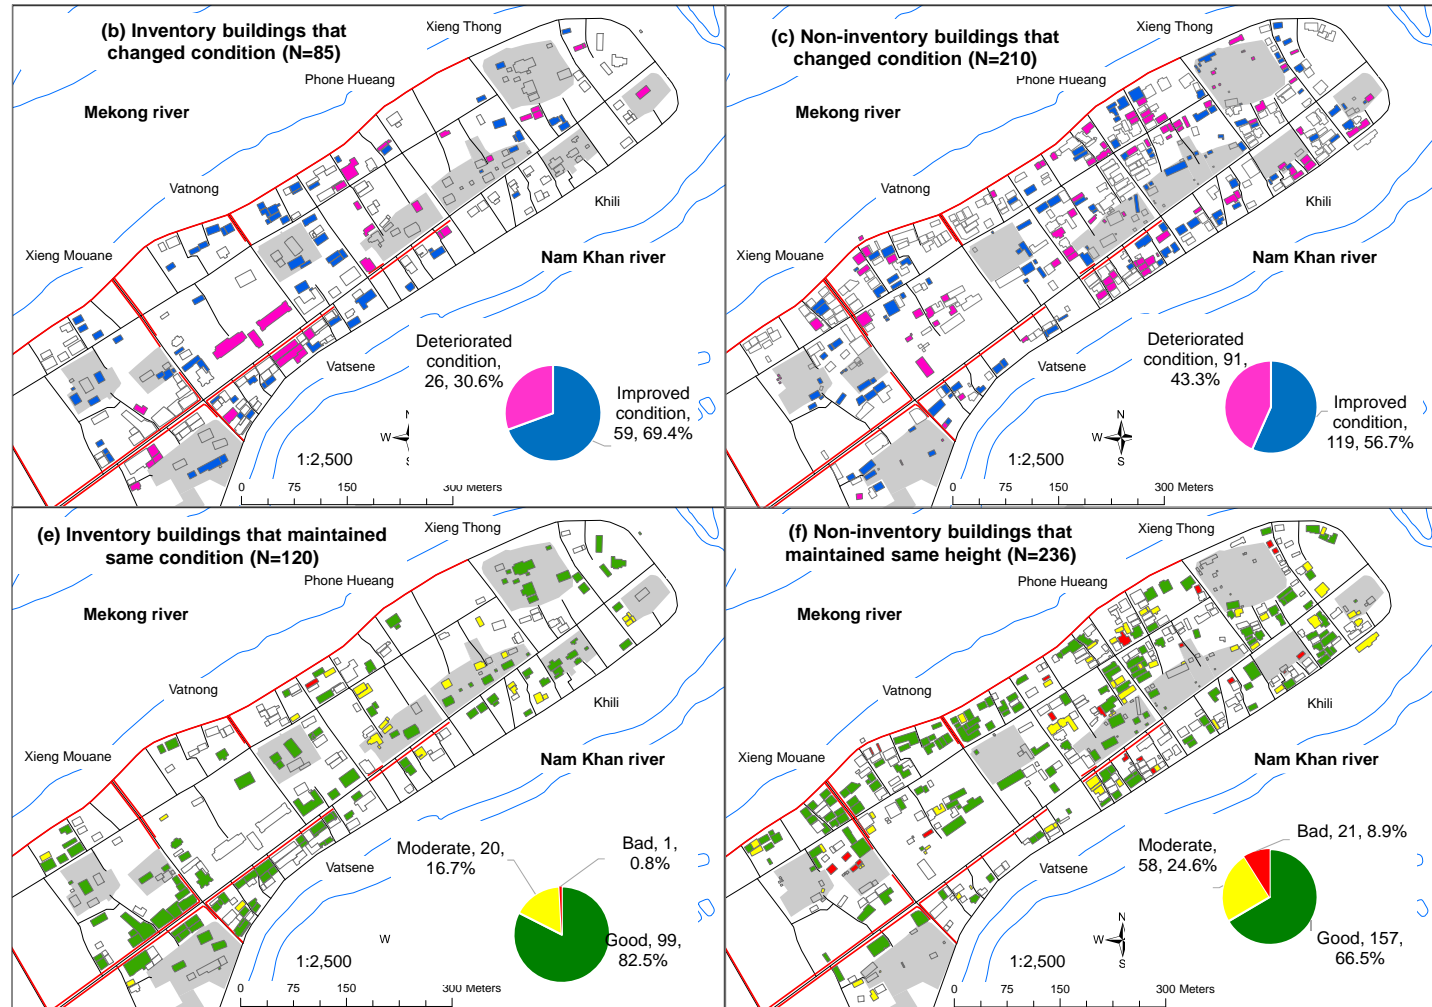 (b) Inventory buildings that
changed condition (N=85)
Xieng Thong
Phone Hueang
Mekong river
Vatnong
Khili
Xieng Mouane
Nam Khan river
Vatsene
Deteriorated
condition,
26, 30.6%
Improved
condition,
59, 69.4%
N
W
S
1:2,500
0 75 150 300 Meters
(c) Non-inventory buildings that
changed condition (N=210)
Xieng Thong
Phone Hueang
Mekong river
Vatnong
Khili
Xieng Mouane
Nam Khan river
Vatsene
Deteriorated
condition, 91,
43.3%
Improved
condition,
119, 56.7%
N
W
S
1:2,500
0 75 150 300 Meters
(e) Inventory buildings that maintained
same condition (N=120)
Xieng Thong
Phone Hueang
Mekong river
Vatnong
Khili
Xieng Mouane
Nam Khan river
Vatsene
Moderate, 20,
16.7%
Bad, 1,
0.8%
Good, 99,
82.5%
W
1:2,500
0 75 150 300 Meters
(f) Non-inventory buildings that
maintained same height (N=236)
Xieng Thong
Phone Hueang
Mekong river
Vatnong
Khili
Xieng Mouane
Nam Khan river
Vatsene
Moderate,
58, 24.6%
Bad, 21, 8.9%
Good, 157,
66.5%
N
W
S
1:2,500
0 75 150 300 Meters